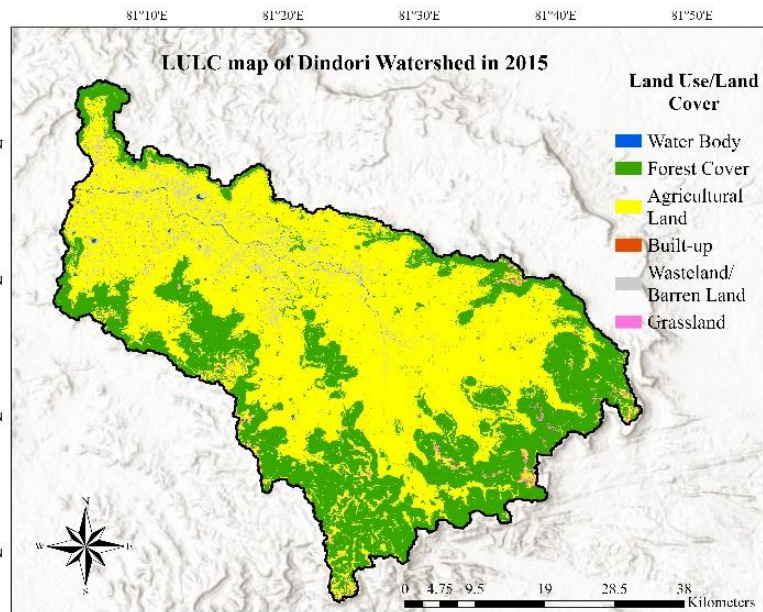 81°10'E 81°20'E 81°30'E 81°40'E 81°50'E
LULC map of Dindori Watershed in 2015
Land Use/Land
Cover
Water Body
Forest Cover
Agricultural
Land
Built-up
Wasteland/
Barren Land
Grassland
N
N
N
N
N
W E
S
0 4.75 9.5 19 28.5 38
Kilometers